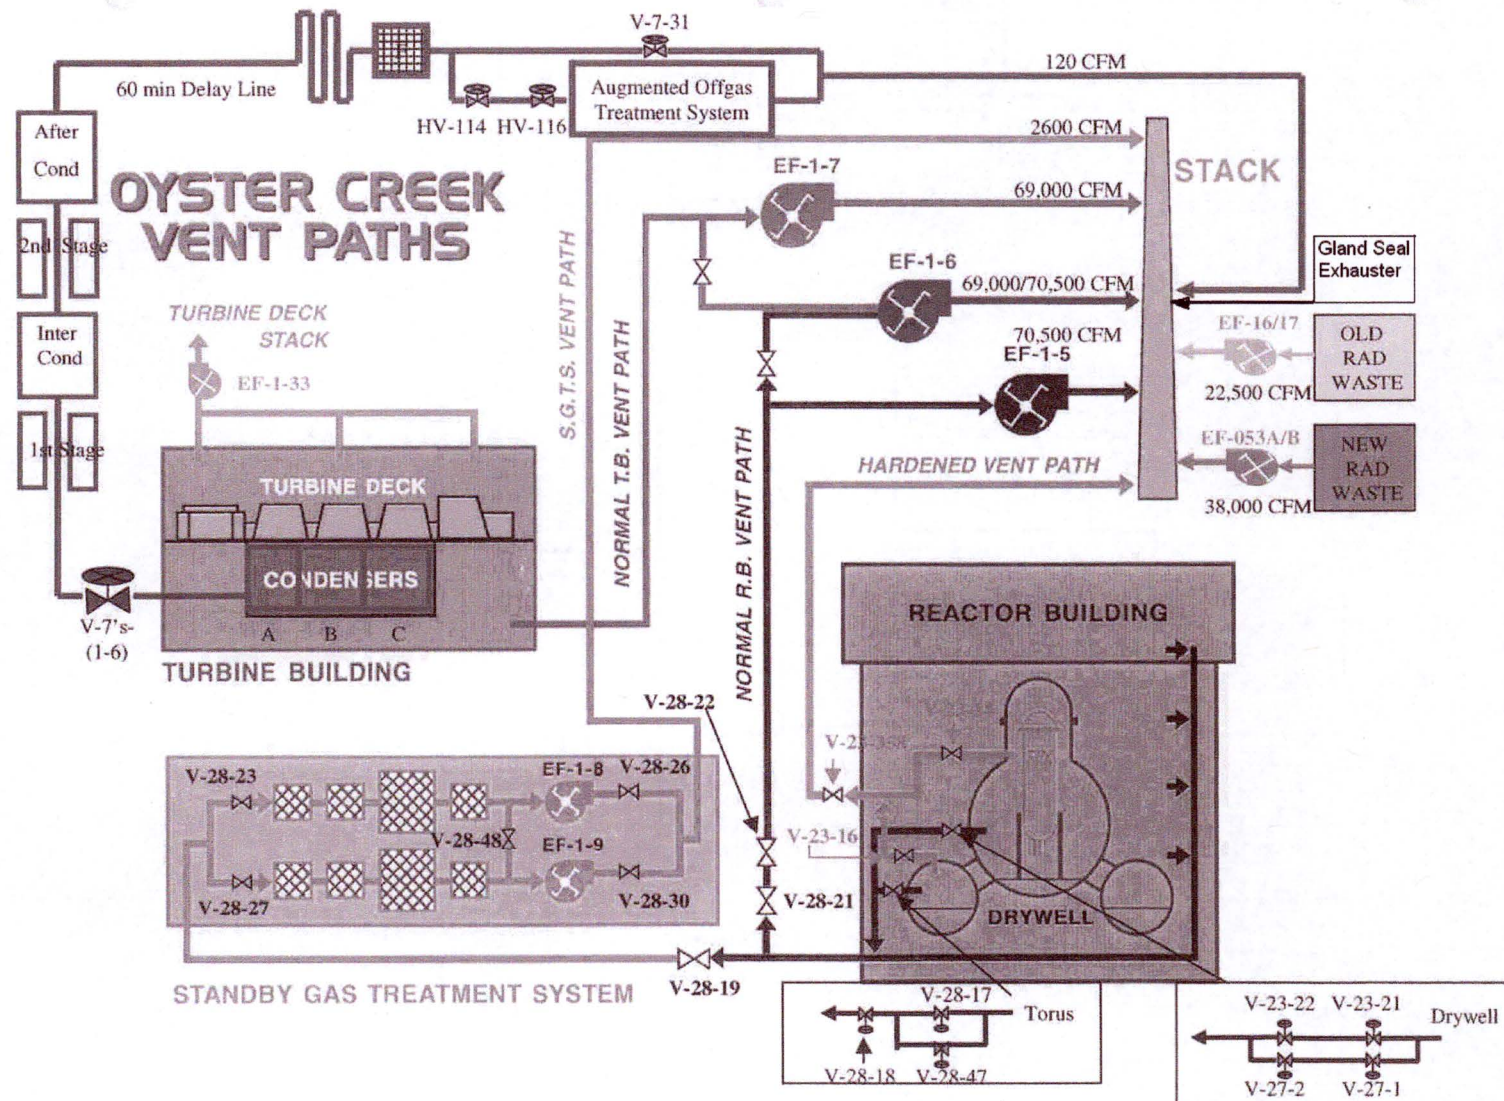 V-7-31
60 min Delay Line
Augmented Offgas
Treatment System
120 CFM
HV-114 HV-116
2600 CFM
After
Cond
OYSTER CREEK
VENT PATHS
EF-1-7
69,000 CFM
STACK
2nd Stage
Gland Seal
Exhauster
EF-1-6
69,000/70,500 CFM
TURBINE DECK
STACK
Inter
Cond
EF-1-33
70,500 CFM
EF-1-5
EF-16/17
OLD
RAD
WASTE
22,500 CFM
S.G.T.S. VENT PATH
NORMAL T.B. VENT PATH
NORMAL R.B. VENT PATH
1st Stage
EF-053A/B
NEW
RAD
WASTE
38,000 CFM
HARDENED VENT PATH
TURBINE DECK
CONDENSERS
A B C
V-7's-
(1-6)
TURBINE BUILDING
REACTOR BUILDING
V-28-22
V-28-23
EF-1-8
V-28-26
V-28-48
EF-1-9
V-23-16
V-28-27
V-28-30
V-28-21
DRYWELL
STANDBY GAS TREATMENT SYSTEM
V-28-19
V-28-17
Torus
V-28-18
V-28-47
V-23-22 V-23-21
Drywell
V-27-2
V-27-1